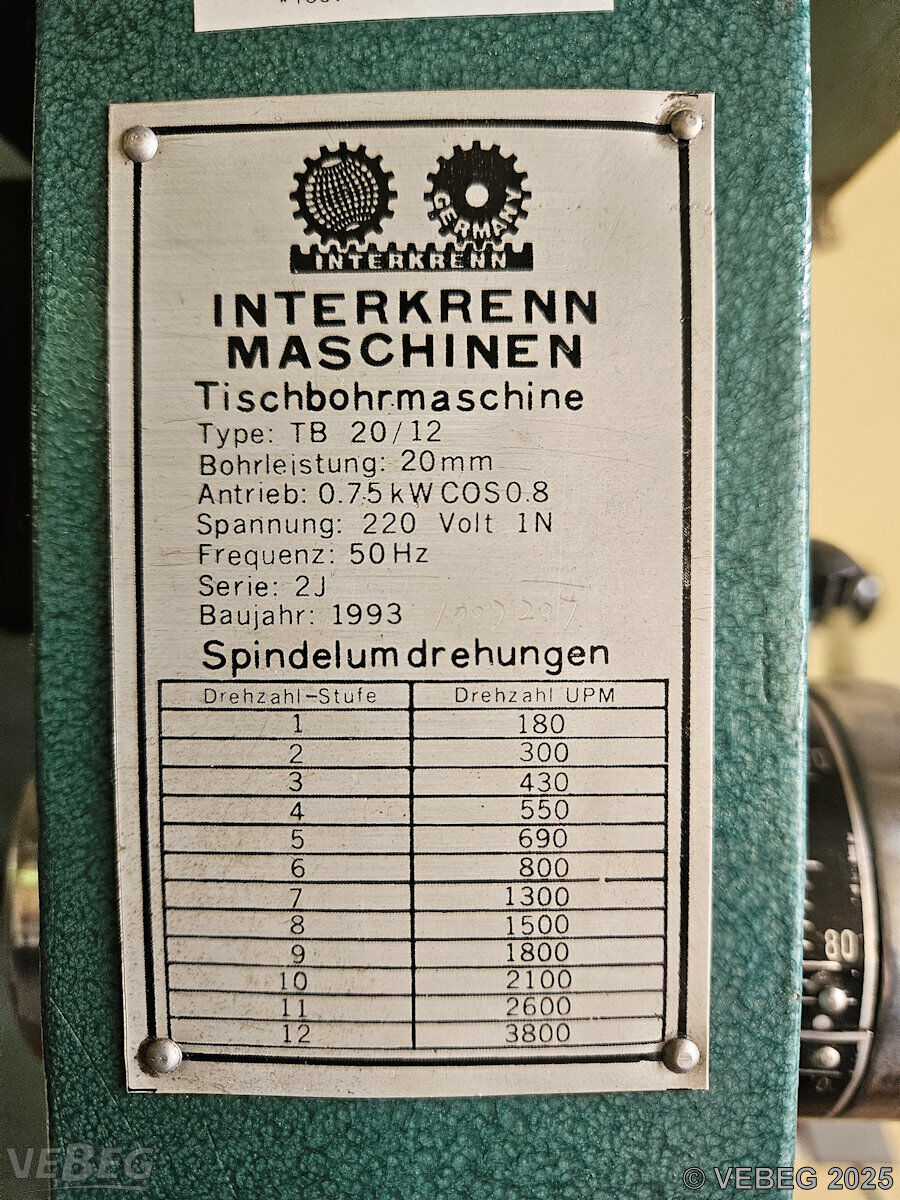 GERMANY
INTERKRENN
INTERKRENN
MASCHINEN
Tischbohrmaschine
Type: TB 20/12
Bohrleistung: 20mm
Antrieb: 0.75kW COS0.8
Spannung: 220 Volt 1N
Frequenz: 50Hz
Serie: 2J
Baujahr: 1993
Spindelumdrehungen
Drehzahl-Stufe Drehzahl UPM
1 180
2 300
3 430
4 550
5 690
6 800
7 1300
8 1500
9 1800
10 2100
11 2600
12 3800
80
VEBEG
© VEBEG 2025